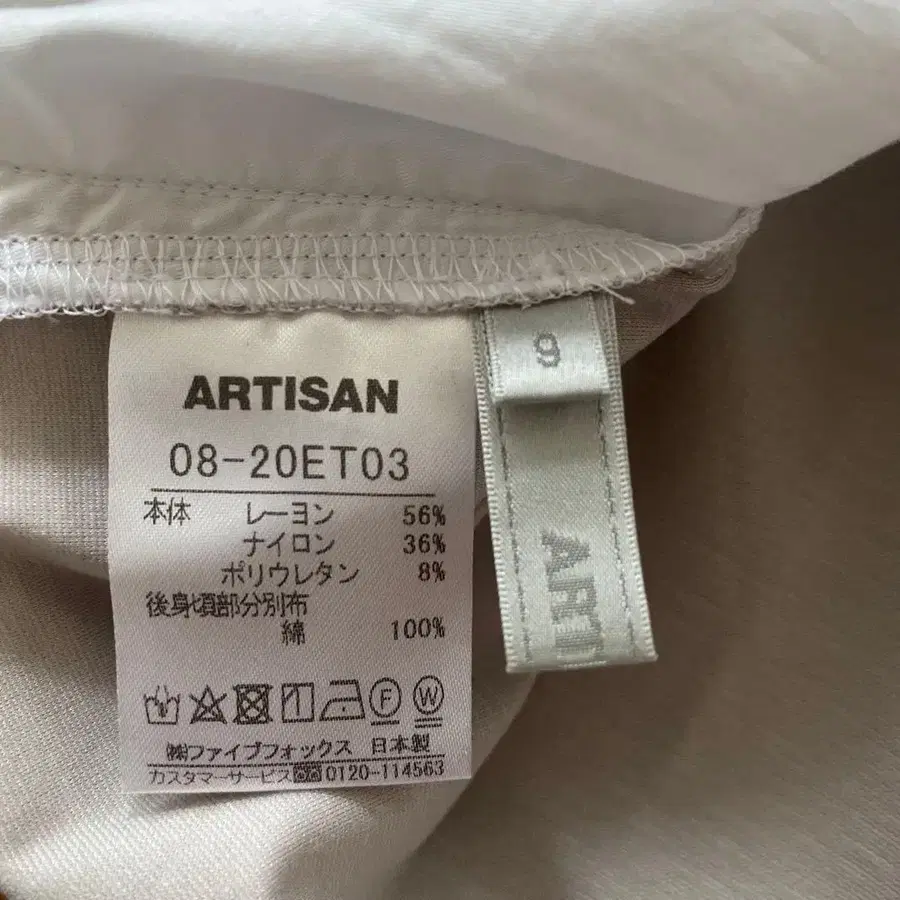 ARTISAN
08-20ET03
本体 レーヨン 56%
ナイロン 36%
ポリウレタン 8%
後身頃部分別布
綿 100%
F W
㈱ファイブフォックス 日本製
カスタマーサービス 0120-114563
9
ARTI